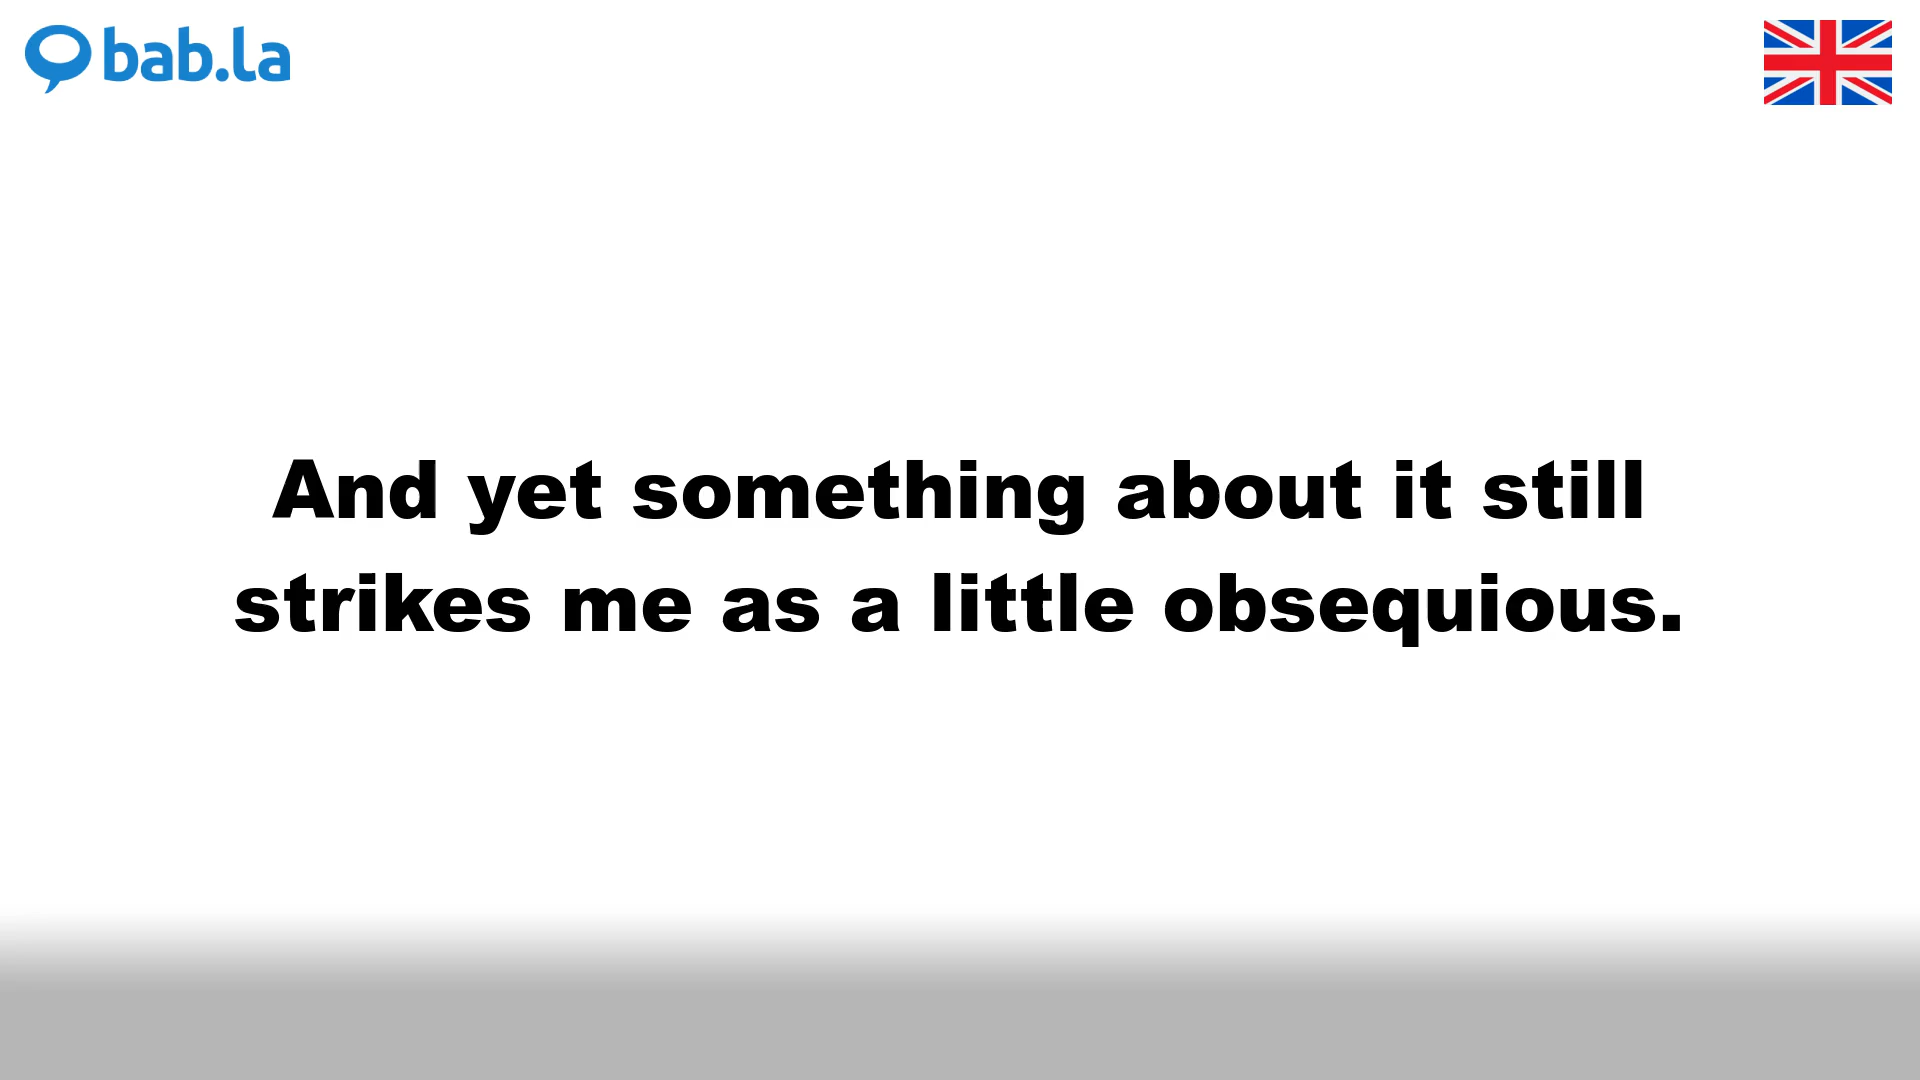 bab.la
And yet something about it still
strikes me as a little obsequious.